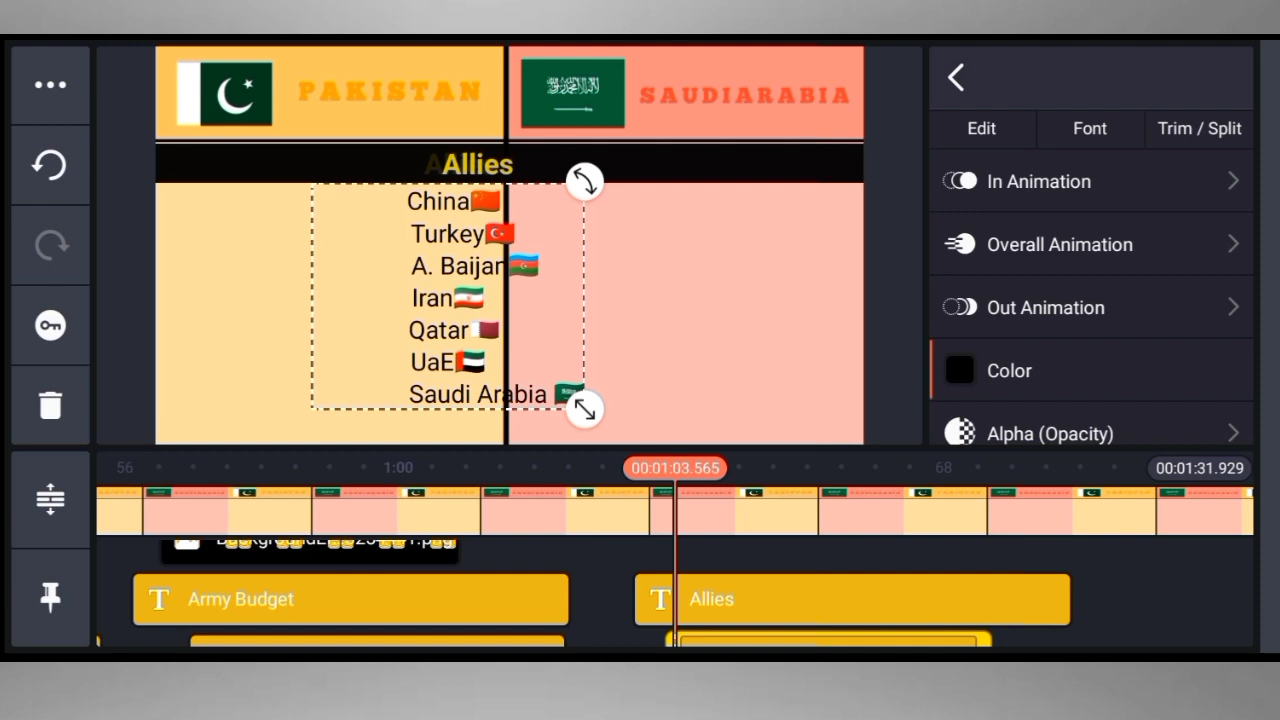 PAKISTAN
SAUDIARABIA
Allies
China🇨🇳
Turkey🇹🇷
A. Baijan🇦🇿
Iran🇮🇷
Qatar🇶🇦
UaE🇦🇪
Saudi Arabia 🇸🇦
Edit
Font
Trim / Split
In Animation
Overall Animation
Out Animation
Color
Alpha (Opacity)
56
1:00
00:01:03.565
68
00:01:31.929
Army Budget
Allies